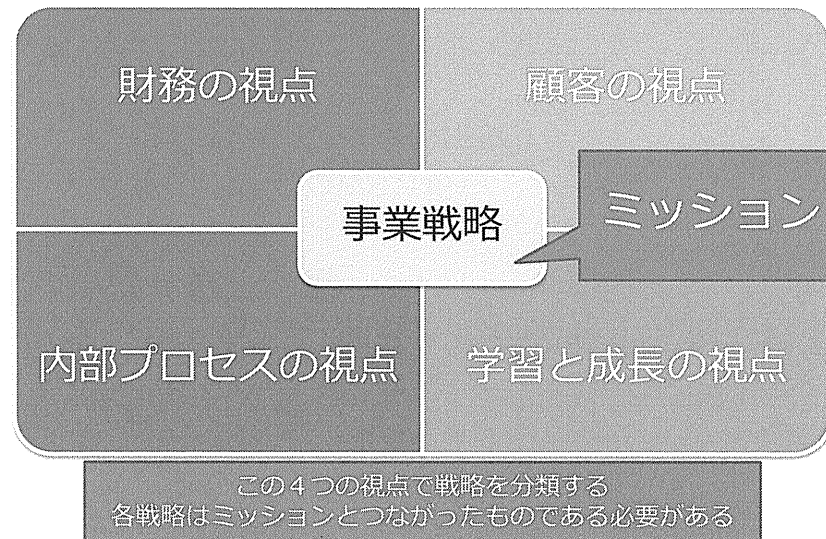 財務の視点
顧客の視点
事業戦略
ミッション
内部プロセスの視点
学習と成長の視点
この4つの視点で戦略を分類する
各戦略はミッションとつながったものである必要がある